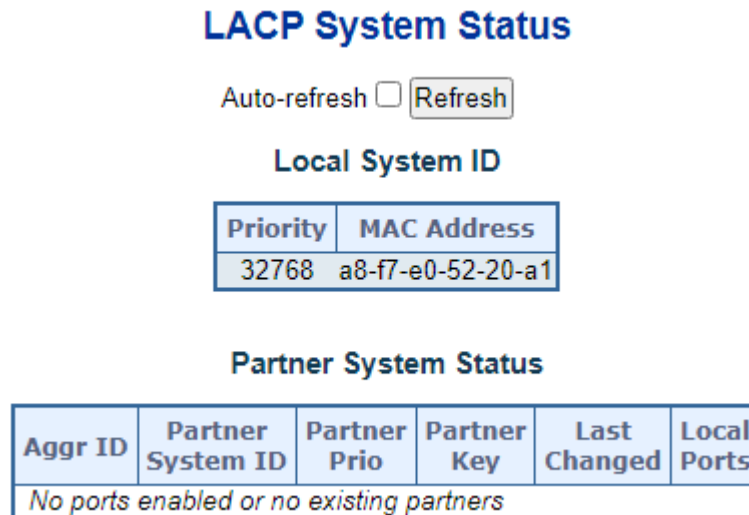 LACP System Status
Auto-refresh Refresh
Local System ID
Priority MAC Address
32768 a8-f7-e0-52-20-a1
Partner System Status
Aggr ID Partner System ID Partner Prio Partner Key Last Changed Local Ports
No ports enabled or no existing partners